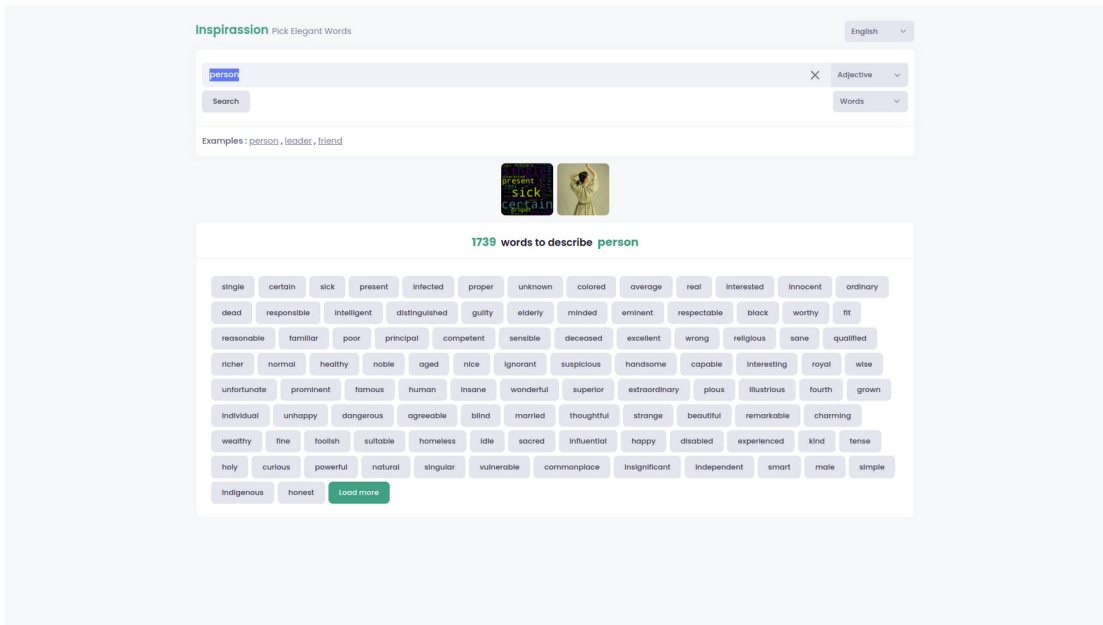 Inspirassion Pick Elegant Words
English
person
Adjective
Search
Words
Examples : person , leader , friend
present
sick
certain
proper
1739 words to describe person
single certain sick present infected proper unknown colored average real interested innocent ordinary
dead responsible intelligent distinguished guilty elderly minded eminent respectable black worthy fit
reasonable familiar poor principal competent sensible deceased excellent wrong religious sane qualified
richer normal healthy noble aged nice ignorant suspicious handsome capable interesting royal wise
unfortunate prominent famous human insane wonderful superior extraordinary pious illustrious fourth grown
individual unhappy dangerous agreeable blind married thoughtful strange beautiful remarkable charming
wealthy fine foolish suitable homeless idle sacred influential happy disabled experienced kind tense
holy curious powerful natural singular vulnerable commonplace insignificant independent smart male simple
indigenous honest Load more